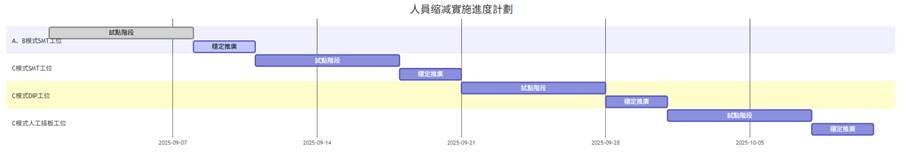 人員缩减實施進度計劃
試點階段
A、B模式SMT工位
穩定推廣
試點階段
C模式SMT工位
穩定推廣
試點階段
C模式DIP工位
穩定推廣
試點階段
C模式人工插板工位
穩定推廣
2025-09-07
2025-09-14
2025-09-21
2025-09-28
2025-10-05